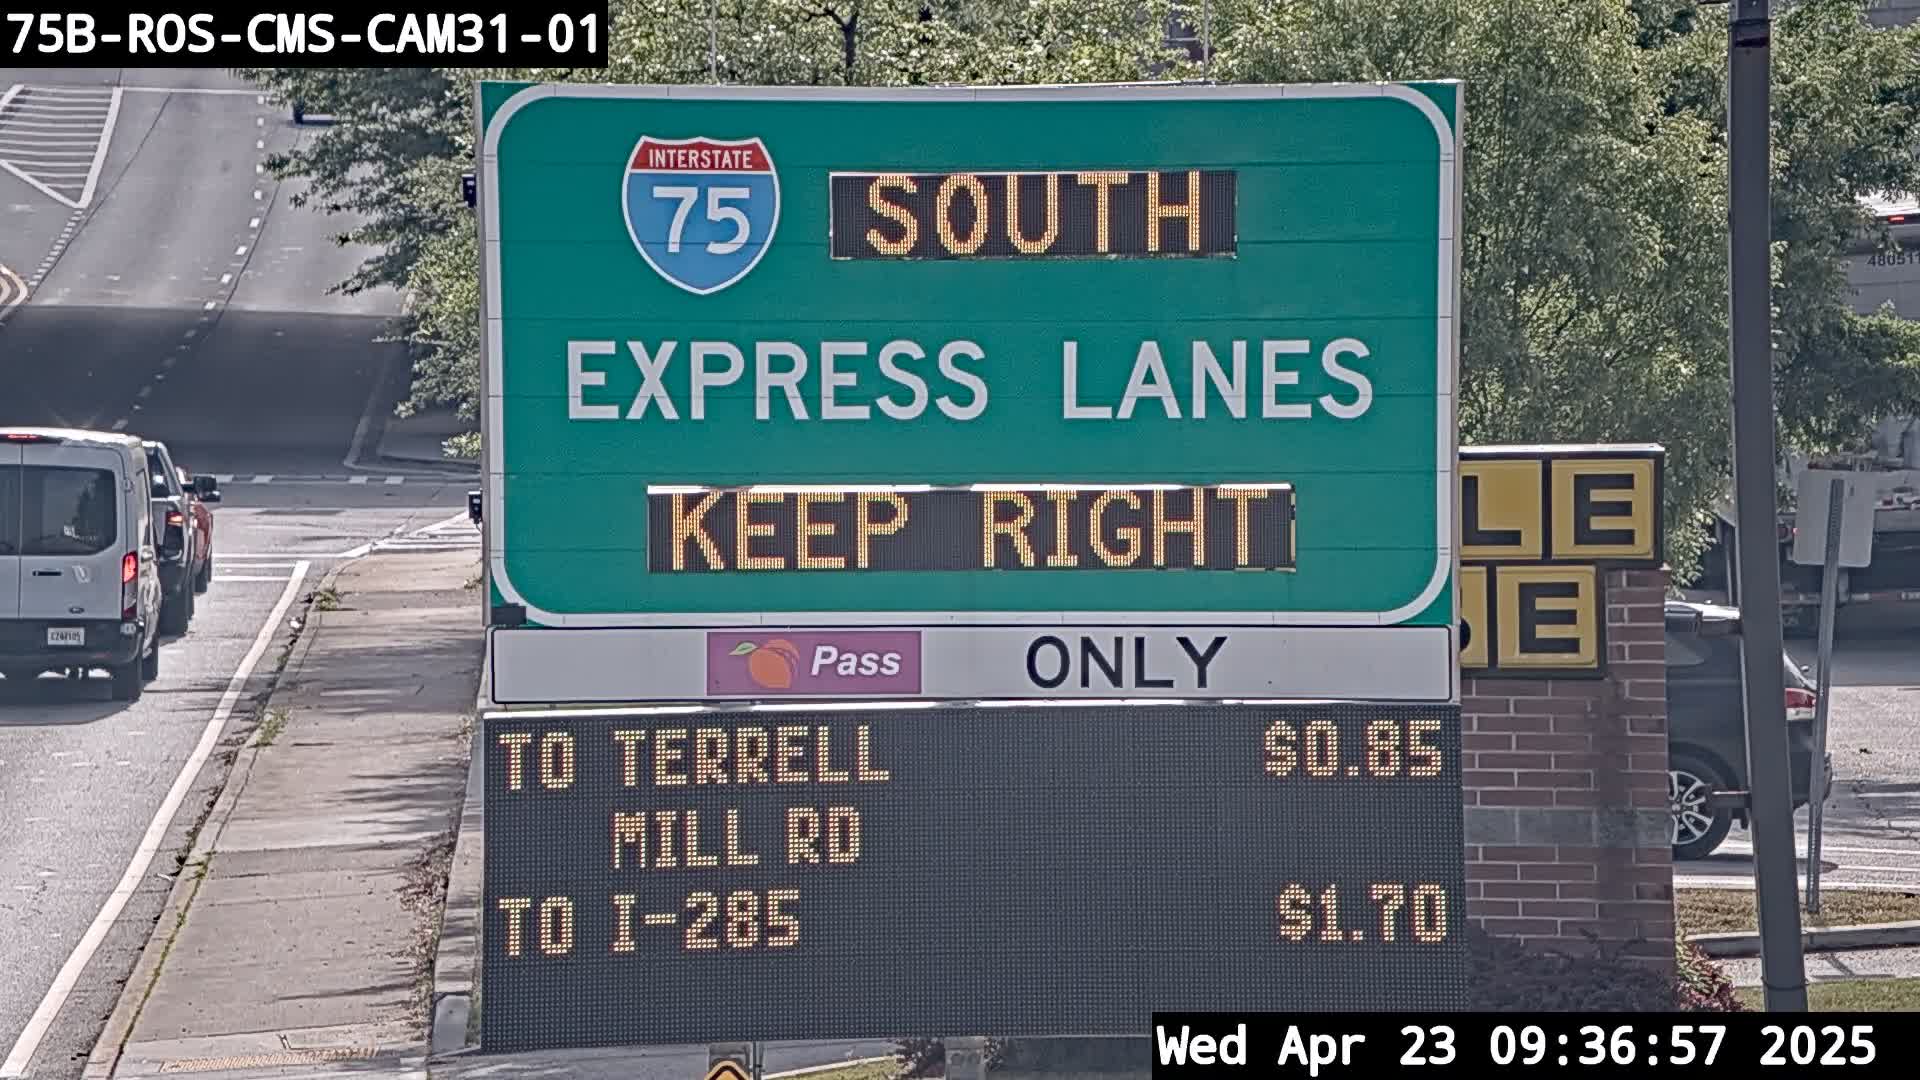 75B-ROS-CMS-CAM31-01
INTERSTATE
75
SOUTH
EXPRESS LANES
KEEP RIGHT
Pass ONLY
TO TERRELL $0.85
MILL RD
TO I-285 $1.70
LE
E
Wed Apr 23 09:36:57 2025